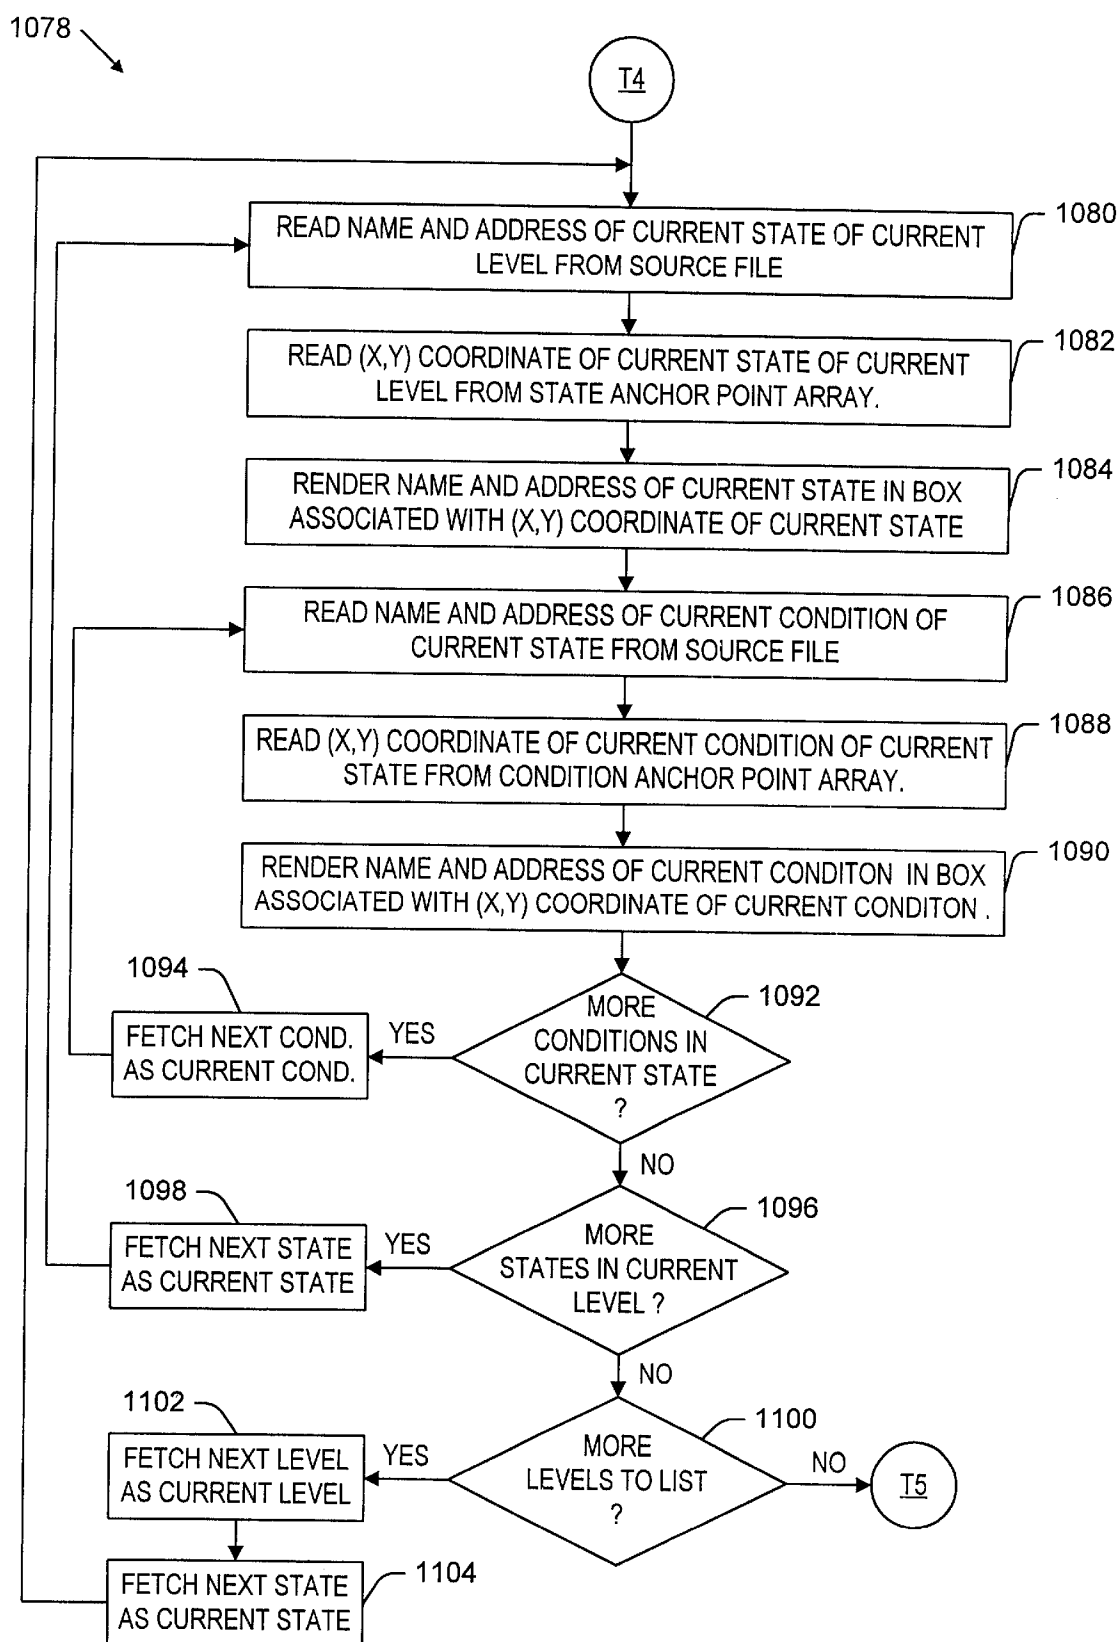 1078
T4
READ NAME AND ADDRESS OF CURRENT STATE OF CURRENT
LEVEL FROM SOURCE FILE
1080
READ (X,Y) COORDINATE OF CURRENT STATE OF CURRENT
LEVEL FROM STATE ANCHOR POINT ARRAY.
1082
RENDER NAME AND ADDRESS OF CURRENT STATE IN BOX
ASSOCIATED WITH (X,Y) COORDINATE OF CURRENT STATE
1084
READ NAME AND ADDRESS OF CURRENT CONDITION OF
CURRENT STATE FROM SOURCE FILE
1086
READ (X,Y) COORDINATE OF CURRENT CONDITION OF CURRENT
STATE FROM CONDITION ANCHOR POINT ARRAY.
1088
RENDER NAME AND ADDRESS OF CURRENT CONDITON IN BOX
ASSOCIATED WITH (X,Y) COORDINATE OF CURRENT CONDITON .
1090
1094
FETCH NEXT COND.
AS CURRENT COND.
YES
MORE
CONDITIONS IN
CURRENT STATE
?
1092
NO
1098
FETCH NEXT STATE
AS CURRENT STATE
YES
MORE
STATES IN CURRENT
LEVEL ?
1096
NO
1102
FETCH NEXT LEVEL
AS CURRENT LEVEL
YES
MORE
LEVELS TO LIST
?
1100
NO
T5
FETCH NEXT STATE
AS CURRENT STATE
1104